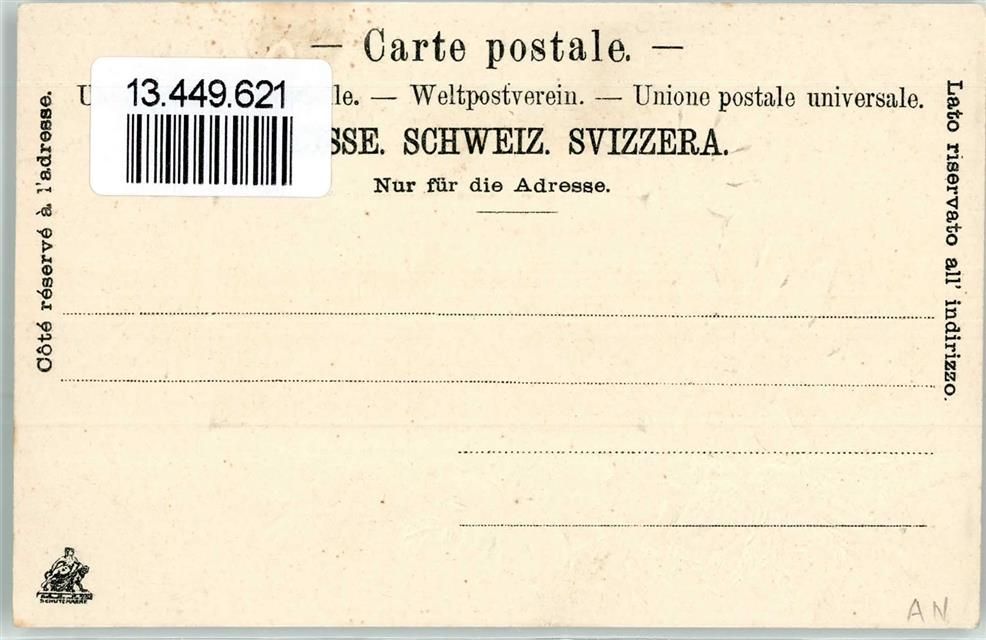 — Carte postale. —
13.449.621
U le. — Weltpostverein. — Unione postale universale.
SSE. SCHWEIZ. SVIZZERA.
Nur für die Adresse.
Côté réservé à l'adresse.
Lato riservato all' indirizzo.
SCHUTZMARKE
AN